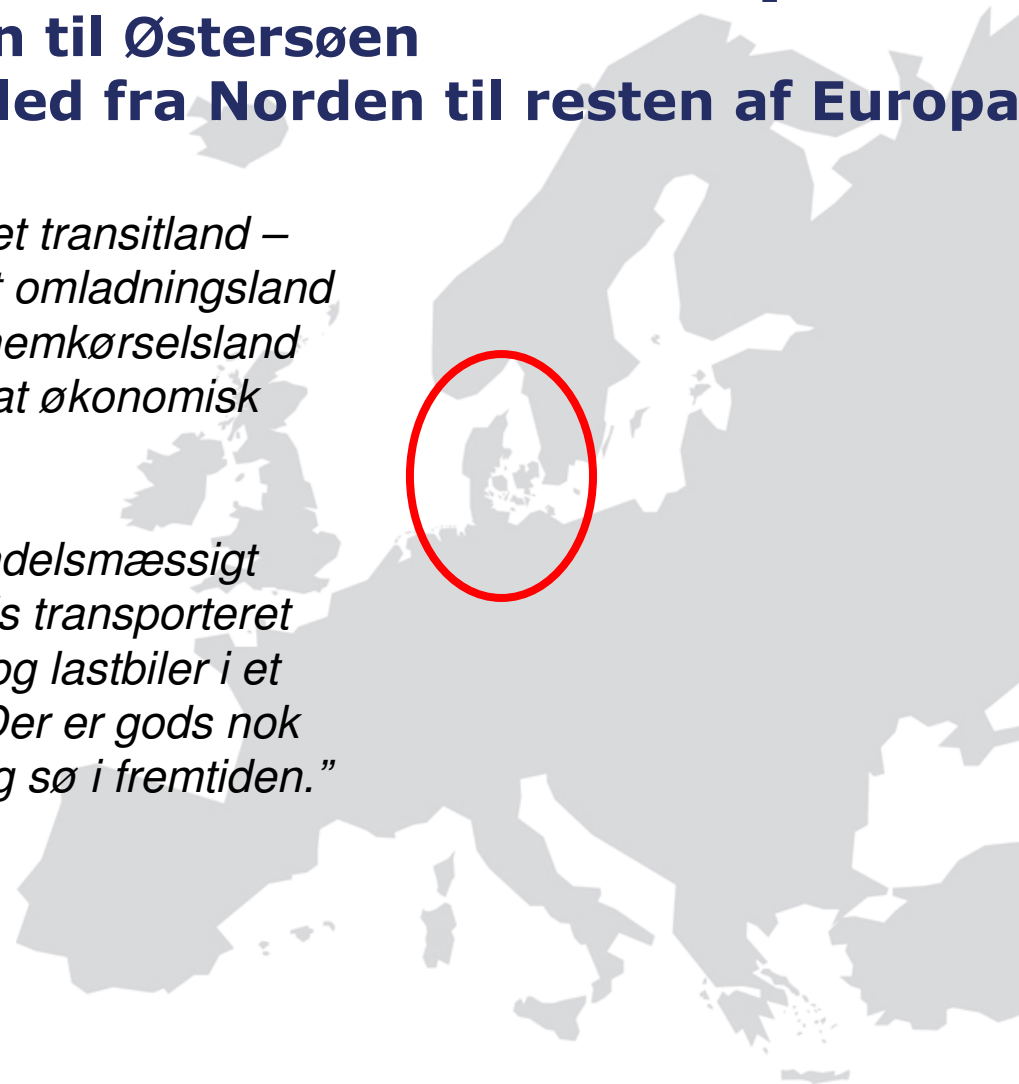 n til Østersøen
led fra Norden til resten af Europa
et transitland –
omladningsland
emkørselsland
at økonomisk
delsmæssigt
s transporteret
og lastbiler i et
Der er gods nok
g sø i fremtiden.”